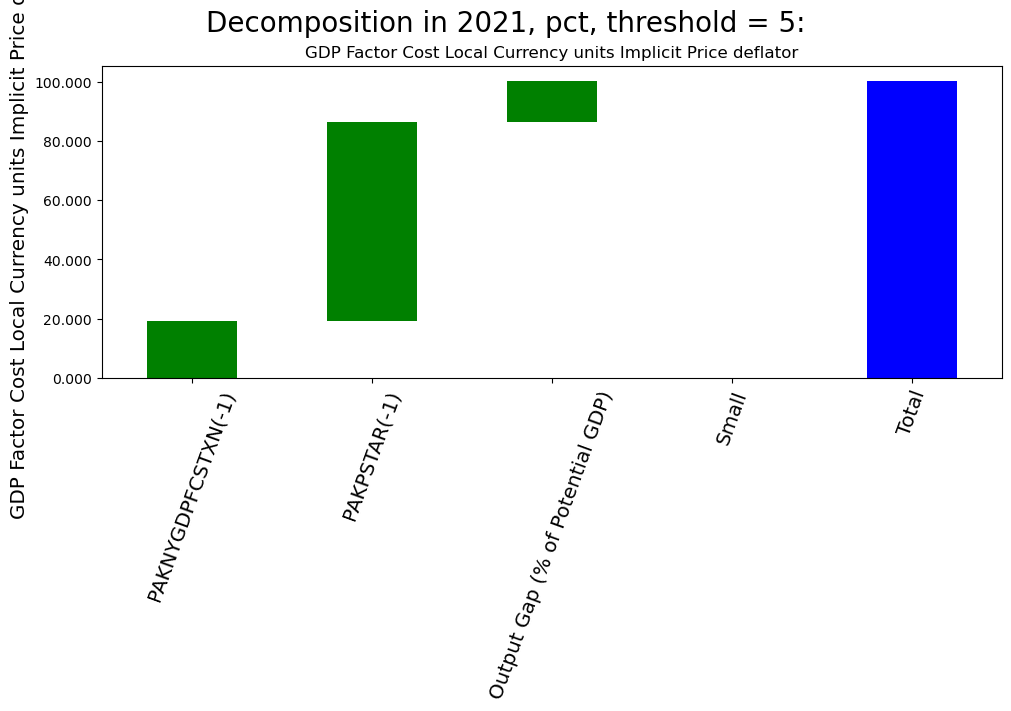 Decomposition in 2021, pct, threshold = 5:
GDP Factor Cost Local Currency units Implicit Price deflator
GDP Factor Cost Local Currency units Implicit Price
100.000
80.000
60.000
40.000
20.000
0.000
PAKNYGDPFCSTXN(-1)
PAKPSTAR(-1)
Output Gap (% of Potential GDP)
Small
Total